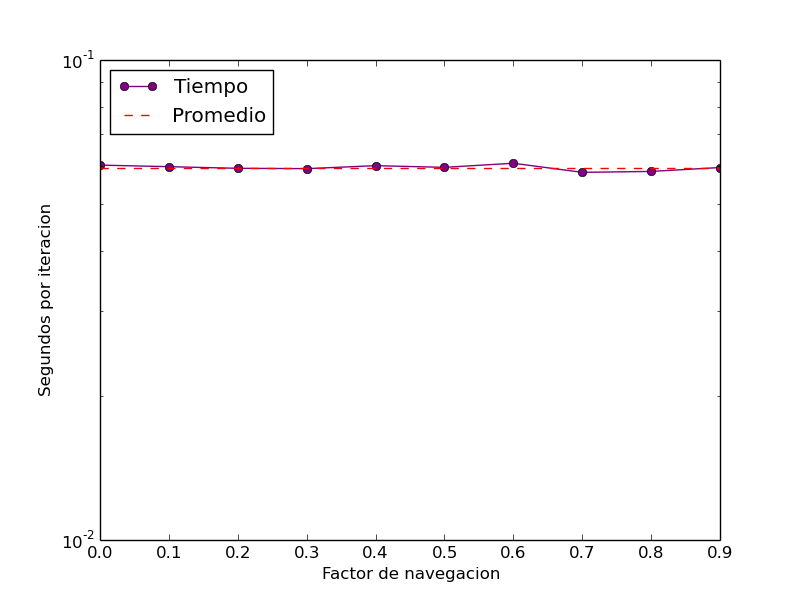 10^-1
Tiempo
Promedio
Segundos por iteracion
10^-2
0.0 0.1 0.2 0.3 0.4 0.5 0.6 0.7 0.8 0.9
Factor de navegacion